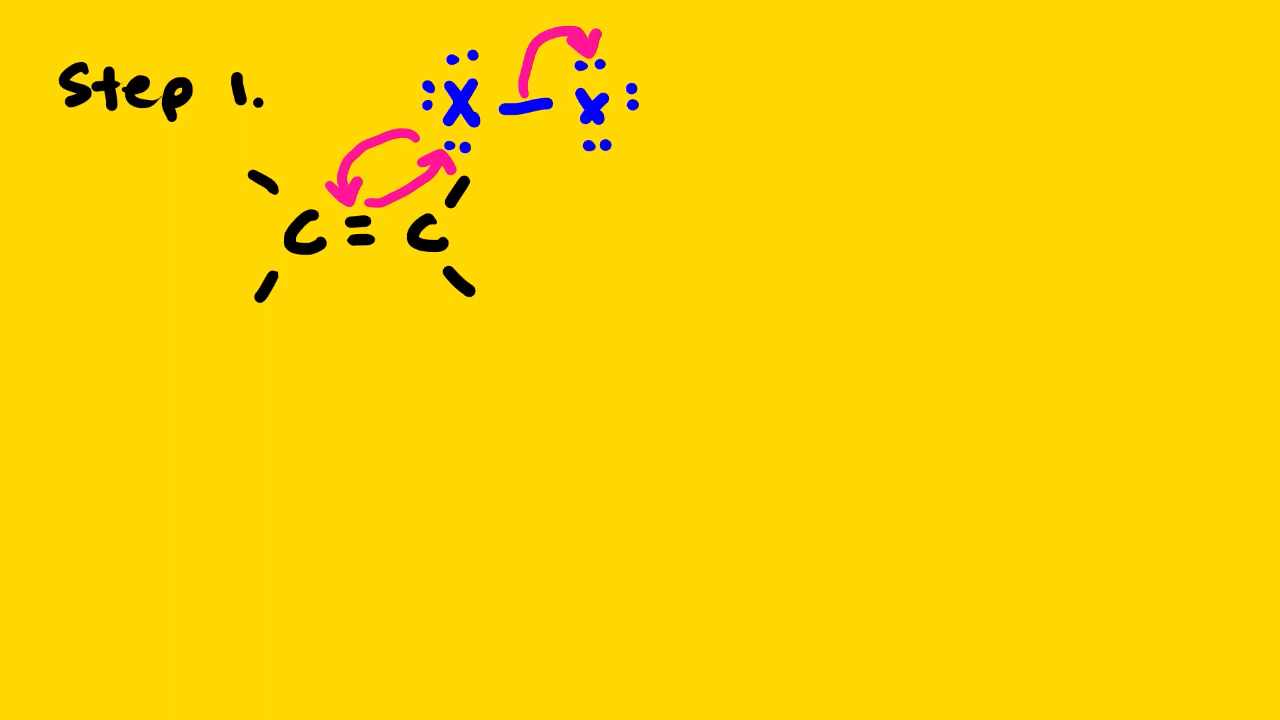 Step 1.
X — X
C = C